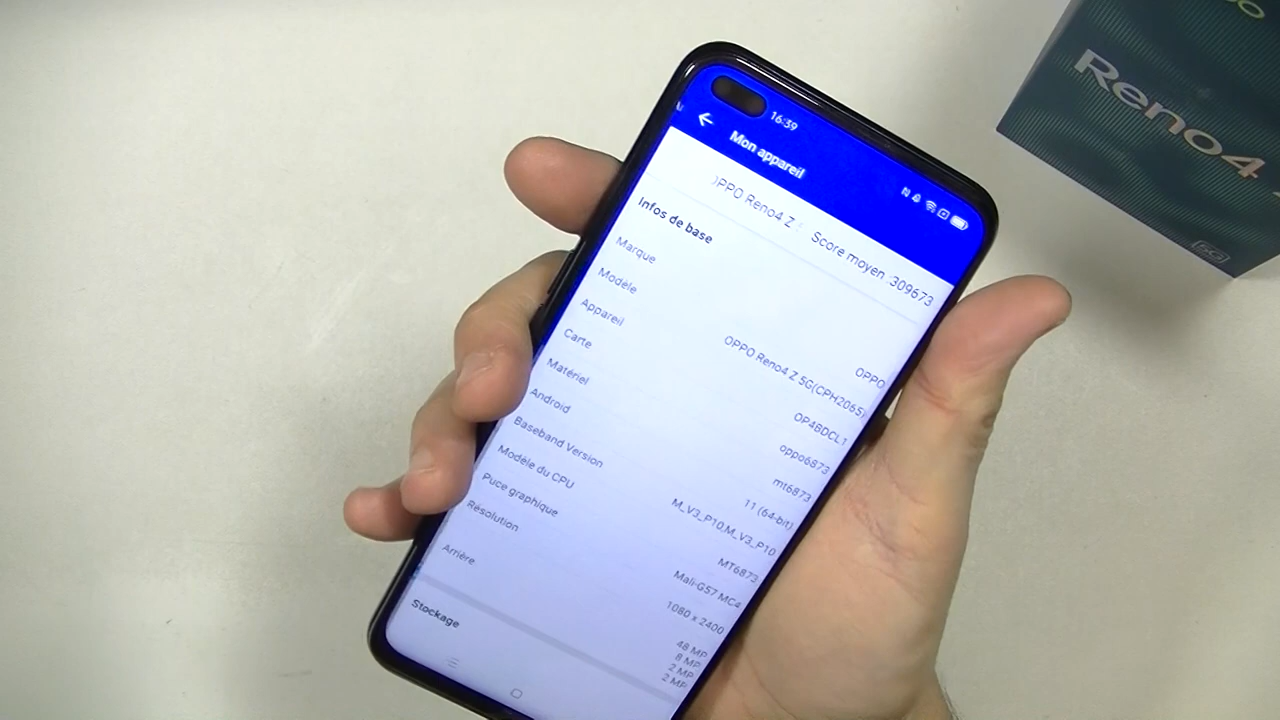 16:39
Mon appareil
OPPO Reno4 Z Score moyen :309673
Infos de base
Marque OPPO
Modèle OPPO Reno4 Z 5G(CPH2065)
Appareil OP4BDCL1
Carte oppo6873
Matériel mt6873
Android 11 (64-bit)
Baseband Version M_V3_P10,M_V3_P10
Modèle du CPU MT6873
Puce graphique Mali-G57 MC4
Résolution 1080 x 2400
Arrière 48 MP
8 MP
2 MP
2 MP
Stockage
Reno4
5G